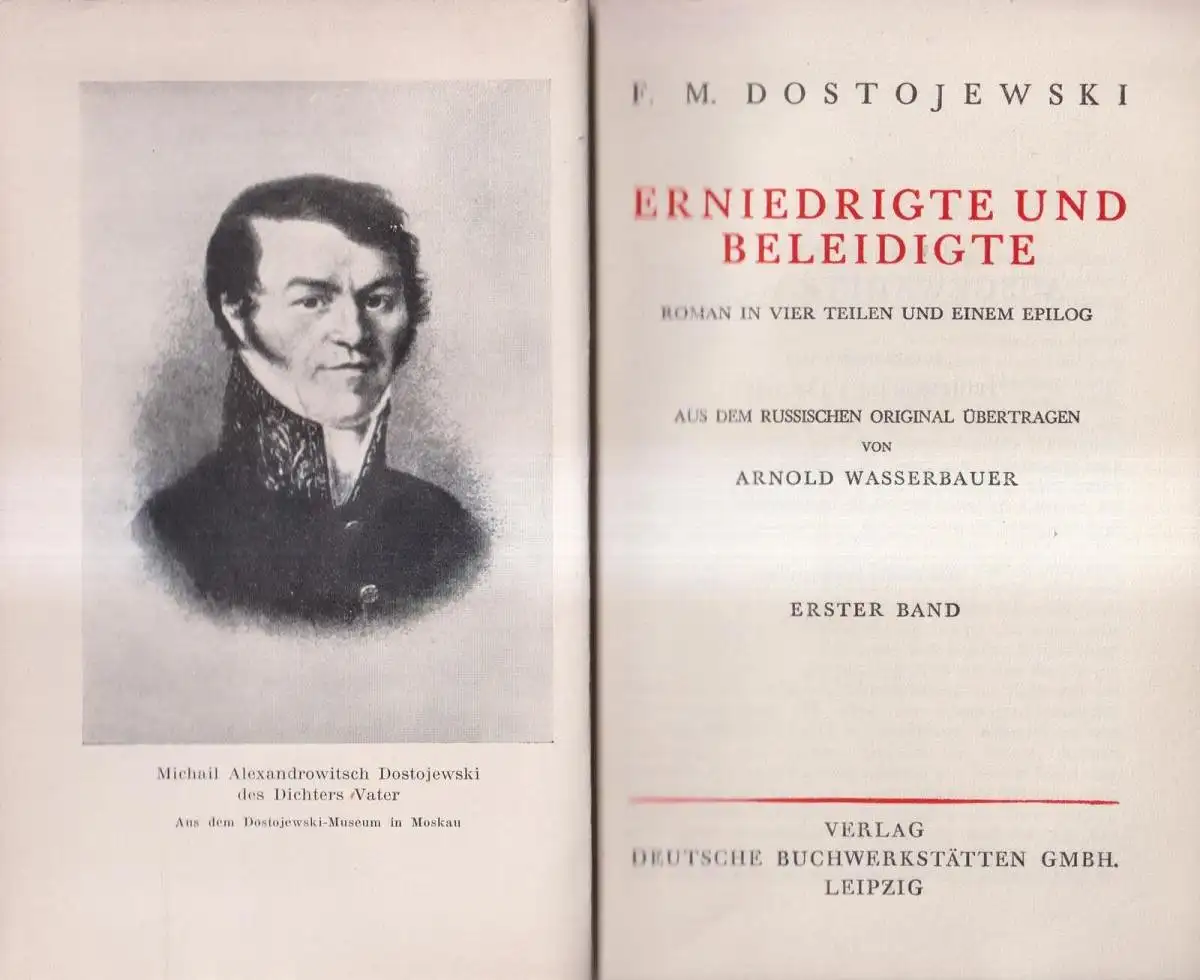 Michail Alexandrowitsch Dostojewski
des Dichters Vater
Aus dem Dostojewski-Museum in Moskau
F. M. DOSTOJEWSKI
ERNIEDRIGTE UND
BELEIDIGTE
ROMAN IN VIER TEILEN UND EINEM EPILOG
AUS DEM RUSSISCHEN ORIGINAL ÜBERTRAGEN
VON
ARNOLD WASSERBAUER
ERSTER BAND
VERLAG
DEUTSCHE BUCHWERKSTÄTTEN GMBH.
LEIPZIG